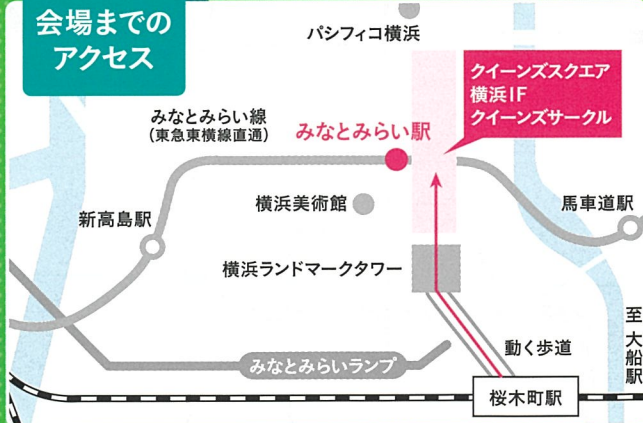 会場までの
アクセス
パシフィコ横浜
クイーンズスクエア
横浜1F
クイーンズサークル
みなとみらい線
(東急東横線直通)
みなとみらい駅
横浜美術館
馬車道駅
新高島駅
横浜ランドマークタワー
至 大船駅
動く歩道
みなとみらいランプ
桜木町駅